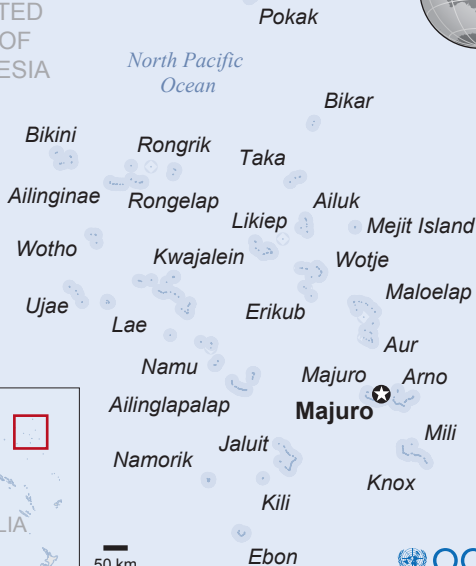 TED
OF
ESIA
Pokak
North Pacific
Ocean
Bikar
Bikini
Rongrik
Taka
Ailinginae
Rongelap
Ailuk
Likiep
Mejit Island
Wotho
Kwajalein
Wotje
Maloelap
Ujae
Erikub
Lae
Aur
Namu
Majuro
Arno
Ailinglapalap
Majuro
Mili
Jaluit
Namorik
Knox
Kili
LIA
Ebon
50 km
OC